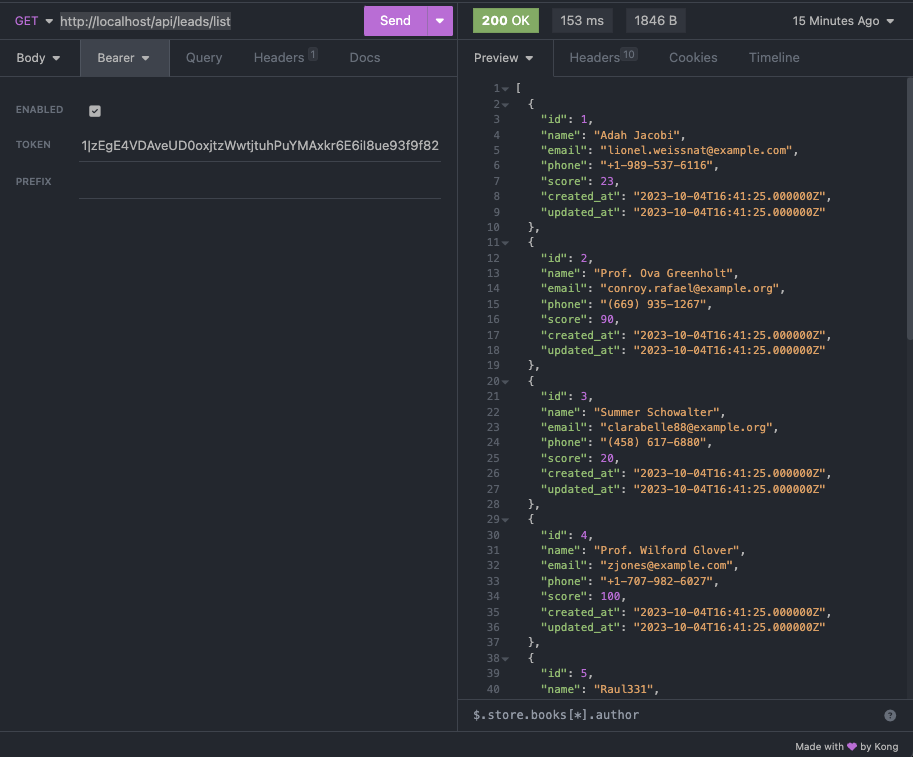 GET http://localhost/api/leads/list Send 200 OK 153 ms 1846 B 15 Minutes Ago
Body Bearer Query Headers 1 Docs Preview Headers 10 Cookies Timeline
ENABLED
TOKEN 1|zEgE4VDAveUD0oxjtzWwtjtuhPuYMAxkr6E6il8ue93f9f82
PREFIX
1 [
2 {
3 "id": 1,
4 "name": "Adah Jacobi",
5 "email": "lionel.weissnat@example.com",
6 "phone": "+1-989-537-6116",
7 "score": 23,
8 "created_at": "2023-10-04T16:41:25.000000Z",
9 "updated_at": "2023-10-04T16:41:25.000000Z"
10 },
11 {
12 "id": 2,
13 "name": "Prof. Ova Greenholt",
14 "email": "conroy.rafael@example.org",
15 "phone": "(669) 935-1267",
16 "score": 90,
17 "created_at": "2023-10-04T16:41:25.000000Z",
18 "updated_at": "2023-10-04T16:41:25.000000Z"
19 },
20 {
21 "id": 3,
22 "name": "Summer Schowalter",
23 "email": "clarabelle88@example.org",
24 "phone": "(458) 617-6880",
25 "score": 20,
26 "created_at": "2023-10-04T16:41:25.000000Z",
27 "updated_at": "2023-10-04T16:41:25.000000Z"
28 },
29 {
30 "id": 4,
31 "name": "Prof. Wilford Glover",
32 "email": "zjones@example.com",
33 "phone": "+1-707-982-6027",
34 "score": 100,
35 "created_at": "2023-10-04T16:41:25.000000Z",
36 "updated_at": "2023-10-04T16:41:25.000000Z"
37 },
38 {
39 "id": 5,
40 "name": "Raul331",
$.store.books[*].author
Made with ♥ by Kong